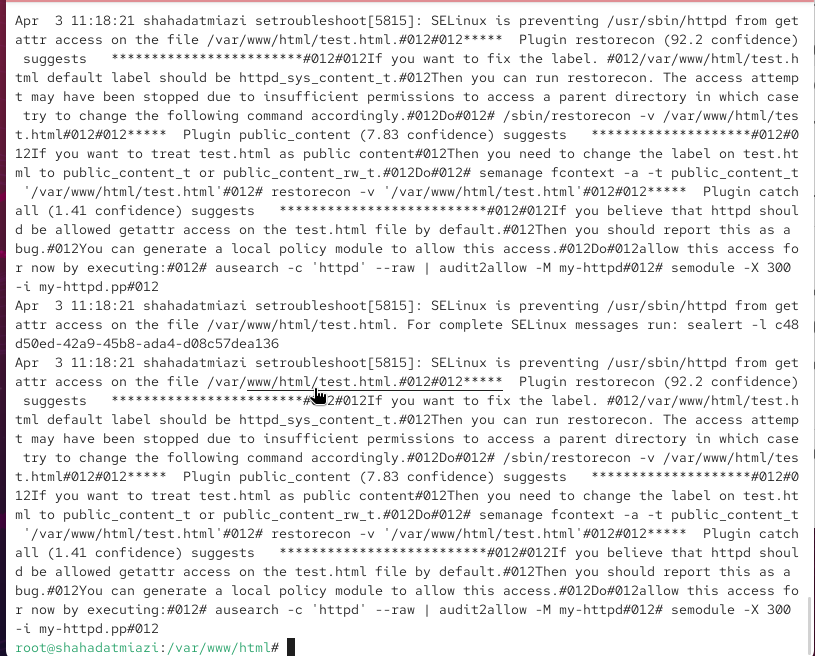 Apr  3 11:18:21 shahadatmiazi setroubleshoot[5815]: SELinux is preventing /usr/sbin/httpd from get
attr access on the file /var/www/html/test.html.#012#012*****  Plugin restorecon (92.2 confidence)
 suggests   ************************#012#012If you want to fix the label. #012/var/www/html/test.h
tml default label should be httpd_sys_content_t.#012Then you can run restorecon. The access attemp
t may have been stopped due to insufficient permissions to access a parent directory in which case
 try to change the following command accordingly.#012Do#012# /sbin/restorecon -v /var/www/html/tes
t.html#012#012*****  Plugin public_content (7.83 confidence) suggests   ********************#012#0
12If you want to treat test.html as public content#012Then you need to change the label on test.ht
ml to public_content_t or public_content_rw_t.#012Do#012# semanage fcontext -a -t public_content_t
 '/var/www/html/test.html'#012# restorecon -v '/var/www/html/test.html'#012#012*****  Plugin catch
all (1.41 confidence) suggests   **************************#012#012If you believe that httpd shoul
d be allowed getattr access on the test.html file by default.#012Then you should report this as a
bug.#012You can generate a local policy module to allow this access.#012Do#012allow this access fo
r now by executing:#012# ausearch -c 'httpd' --raw | audit2allow -M my-httpd#012# semodule -X 300
-i my-httpd.pp#012
Apr  3 11:18:21 shahadatmiazi setroubleshoot[5815]: SELinux is preventing /usr/sbin/httpd from get
attr access on the file /var/www/html/test.html. For complete SELinux messages run: sealert -l c48
d50ed-42a9-45b8-ada4-d08c57dea136
Apr  3 11:18:21 shahadatmiazi setroubleshoot[5815]: SELinux is preventing /usr/sbin/httpd from get
attr access on the file /var/www/html/test.html.#012#012*****  Plugin restorecon (92.2 confidence)
 suggests   ************************#012#012If you want to fix the label. #012/var/www/html/test.h
tml default label should be httpd_sys_content_t.#012Then you can run restorecon. The access attemp
t may have been stopped due to insufficient permissions to access a parent directory in which case
 try to change the following command accordingly.#012Do#012# /sbin/restorecon -v /var/www/html/tes
t.html#012#012*****  Plugin public_content (7.83 confidence) suggests   ********************#012#0
12If you want to treat test.html as public content#012Then you need to change the label on test.ht
ml to public_content_t or public_content_rw_t.#012Do#012# semanage fcontext -a -t public_content_t
 '/var/www/html/test.html'#012# restorecon -v '/var/www/html/test.html'#012#012*****  Plugin catch
all (1.41 confidence) suggests   **************************#012#012If you believe that httpd shoul
d be allowed getattr access on the test.html file by default.#012Then you should report this as a
bug.#012You can generate a local policy module to allow this access.#012Do#012allow this access fo
r now by executing:#012# ausearch -c 'httpd' --raw | audit2allow -M my-httpd#012# semodule -X 300
-i my-httpd.pp#012
root@shahadatmiazi:/var/www/html#